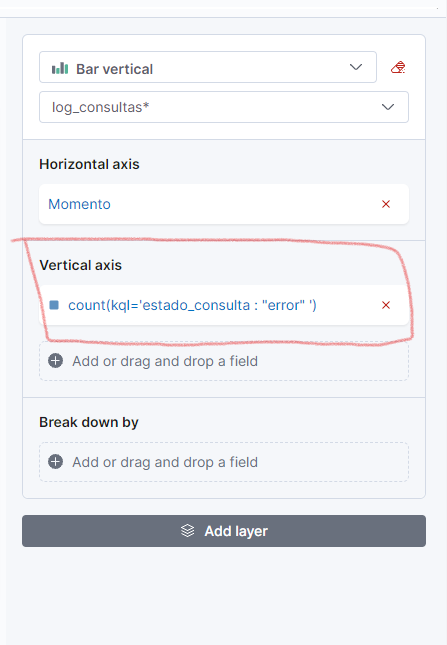 Bar vertical
log_consultas*
Horizontal axis
Momento
Vertical axis
count(kql='estado_consulta : "error" ')
Add or drag and drop a field
Break down by
Add or drag and drop a field
Add layer